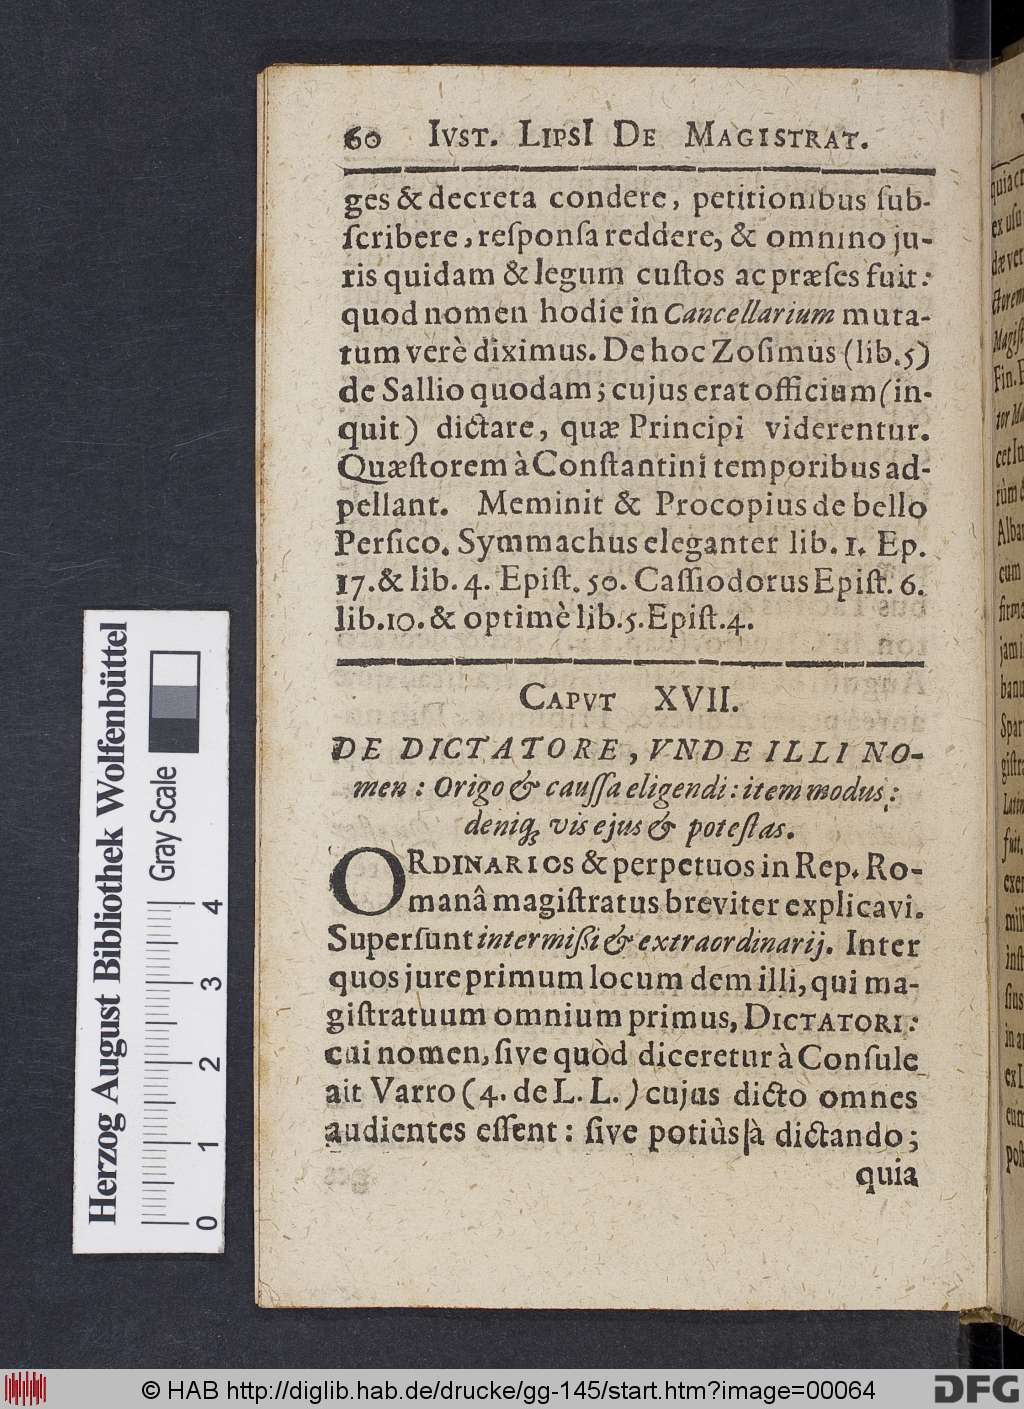 60 IVST. LIPSI DE MAGISTRAT.
ges & decreta condere, petitionibus ſub-
ſcribere, reſponſa reddere, & omnino ju-
ris quidam & legum cuſtos ac præſes fuit:
quod nomen hodie in Cancellarium muta-
tum verè diximus. De hoc Zoſimus (lib. 5)
de Sallio quodam; cujus erat officium (in-
quit) dictare, quæ Principi viderentur.
Quæſtorem à Conſtantini temporibus ad-
pellant. Meminit & Procopius de bello
Perſico. Symmachus eleganter lib. 1. Ep.
17. & lib. 4. Epiſt. 50. Caſſiodorus Epiſt. 6.
lib. 10. & optimè lib. 5. Epiſt. 4.
CAPVT XVII.
DE DICTATORE, VNDE ILLI NO-
men: Origo & cauſſa eligendi: item modus:
deniq; vis ejus & poteſtas.
ORDINARIOS & perpetuos in Rep. Ro-
manâ magiſtratus breviter explicavi.
Superſunt intermißi & extraordinarij. Inter
quos jure primum locum dem illi, qui ma-
giſtratuum omnium primus, DICTATORI:
cui nomen, ſive quòd diceretur à Conſule
ait Varro (4. de L. L.) cujus dicto omnes
audientes eſſent: ſive potiùs à dictando;
quia
Herzog August Bibliothek Wolfenbüttel
Gray Scale
0 1 2 3 4
© HAB http://diglib.hab.de/drucke/gg-145/start.htm?image=00064
DFG